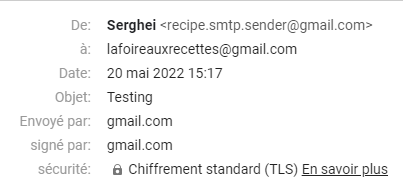 De: Serghei <recipe.smtp.sender@gmail.com>
à: lafoireauxrecettes@gmail.com
Date: 20 mai 2022 15:17
Objet: Testing
Envoyé par: gmail.com
signé par: gmail.com
sécurité: Chiffrement standard (TLS) En savoir plus